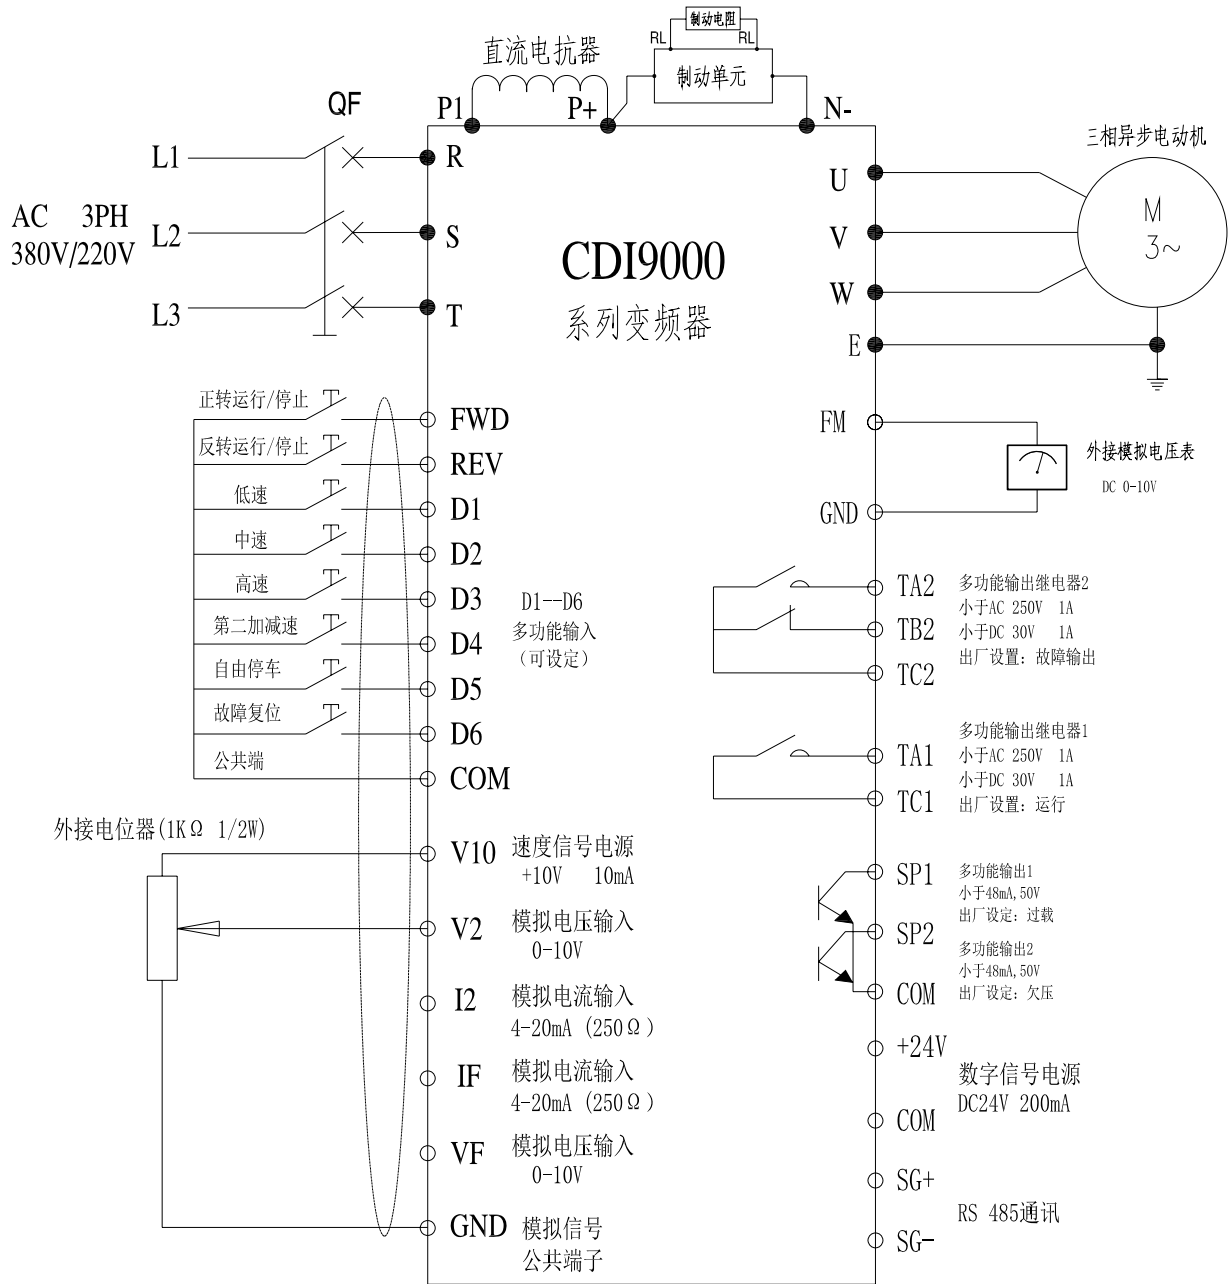 制动电阻
RL
RL
直流电抗器
制动单元
QF
P1
P+
N-
三相异步电动机
L1
R
U
M
3~
AC 3PH
380V/220V
L2
S
V
CDI9000
系列变频器
W
L3
T
E
正转运行/停止
FWD
FM
反转运行/停止
REV
外接模拟电压表
DC 0-10V
低速
D1
GND
中速
D2
高速
D3
D1--D6
多功能输入
(可设定)
TA2
多功能输出继电器2
小于AC 250V 1A
TB2
小于DC 30V 1A
出厂设置: 故障输出
TC2
第二加减速
D4
自由停车
D5
故障复位
D6
公共端
COM
多功能输出继电器1
TA1
小于AC 250V 1A
小于DC 30V 1A
TC1
出厂设置: 运行
外接电位器(1KΩ 1/2W)
V10
速度信号电源
+10V 10mA
SP1
多功能输出1
小于48mA,50V
出厂设定: 过载
V2
模拟电压输入
0-10V
SP2
多功能输出2
小于48mA,50V
COM
出厂设定: 欠压
I2
模拟电流输入
4-20mA (250Ω)
+24V
数字信号电源
DC24V 200mA
IF
模拟电流输入
4-20mA (250Ω)
COM
VF
模拟电压输入
0-10V
SG+
RS 485通讯
GND
模拟信号
公共端子
SG-